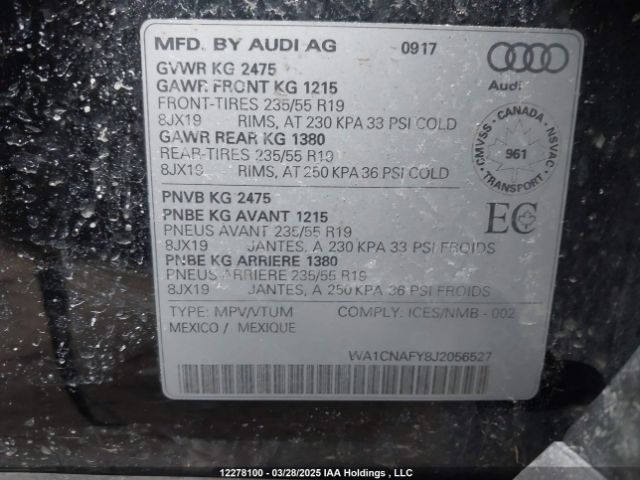 MFD. BY AUDI AG 0917
GVWR KG 2475
GAWR FRONT KG 1215
FRONT-TIRES 235/55 R19
8JX19 RIMS, AT 230 KPA 33 PSI COLD
GAWR REAR KG 1380
REAR-TIRES 235/55 R19
8JX19 RIMS, AT 250 KPA 36 PSI COLD
Audi
CMVSS - CANADA - NSVAC
961
TRANSPORT
PNVB KG 2475
PNBE KG AVANT 1215
PNEUS AVANT 235/55 R19
8JX19 JANTES, A 230 KPA 33 PSI FROIDS
PNBE KG ARRIERE 1380
PNEUS ARRIERE 235/55 R19
8JX19 JANTES, A 250 KPA 36 PSI FROIDS
EC
TYPE: MPV/VTUM COMPLY: ICES/NMB - 002
MEXICO / MEXIQUE
WA1CNAFY8J2056527
12278100 - 03/28/2025 IAA Holdings , LLC